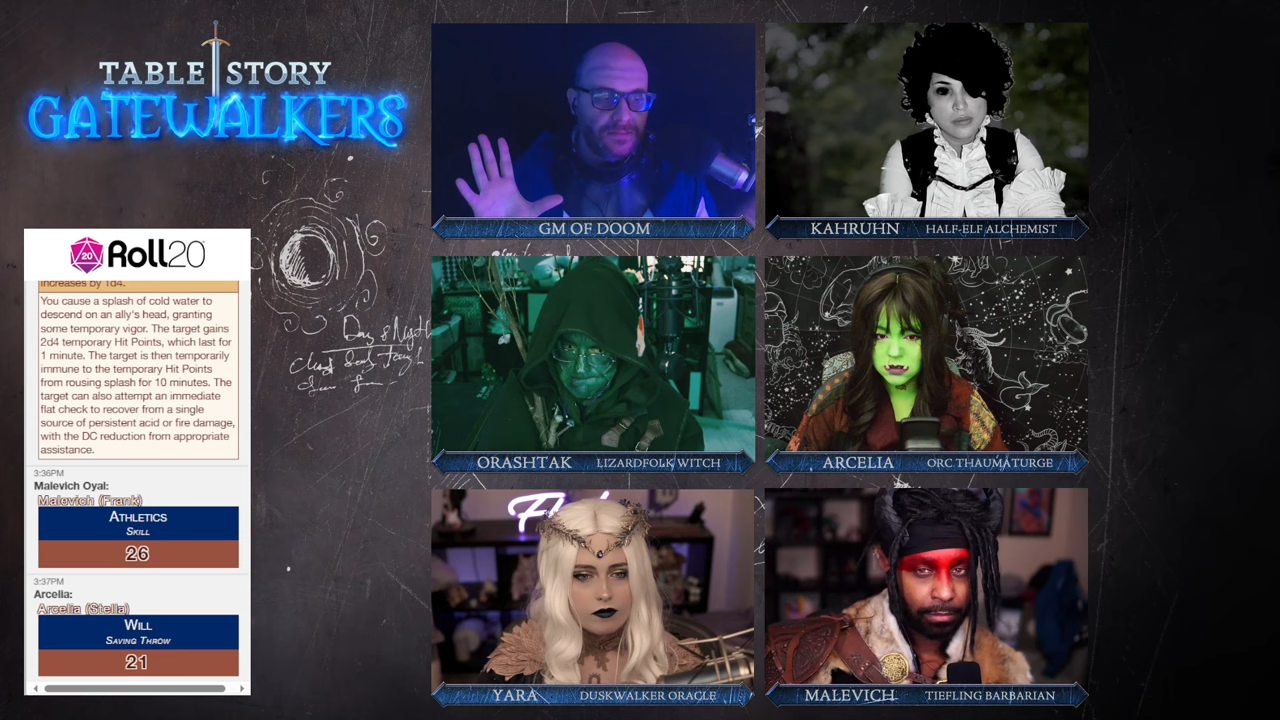 TABLE STORY
GATEWALKERS
20
Roll20
increases by 1d4.
You cause a splash of cold water to
descend on an ally's head, granting
some temporary vigor. The target gains
2d4 temporary Hit Points, which last for
1 minute. The target is then temporarily
immune to the temporary Hit Points
from rousing splash for 10 minutes. The
target can also attempt an immediate
flat check to recover from a single
source of persistent acid or fire damage,
with the DC reduction from appropriate
assistance.
3:36PM
Malevich Oyal:
Malevich (Frank)
ATHLETICS
SKILL
26
3:37PM
Arcelia:
Arcelia (Stella)
WILL
SAVING THROW
21
GM OF DOOM
KAHRUHN HALF-ELF ALCHEMIST
ORASHTAK LIZARDFOLK WITCH
ARCELIA ORC THAUMATURGE
YARA DUSKWALKER ORACLE
MALEVICH TIEFLING BARBARIAN